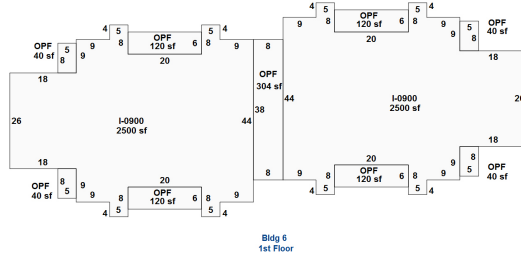 4 5 8 OPF 120 sf 6 8 5 4
4 5 8 OPF 120 sf 6 8 5 4
OPF 40 sf 5 8 9 9 20 9 8 9 20 9 9 5 8 OPF 40 sf
18 OPF 304 sf 18
26 I-0900 2500 sf 44 38 44 I-0900 2500 sf
18 20 18
OPF 40 sf 8 5 9 9 20 9 8 9 OPF 120 sf 6 9 9 8 5 OPF 40 sf
4 5 8 OPF 120 sf 6 8 5 4 4 5 8 8 5 4
Bldg 6
1st Floor